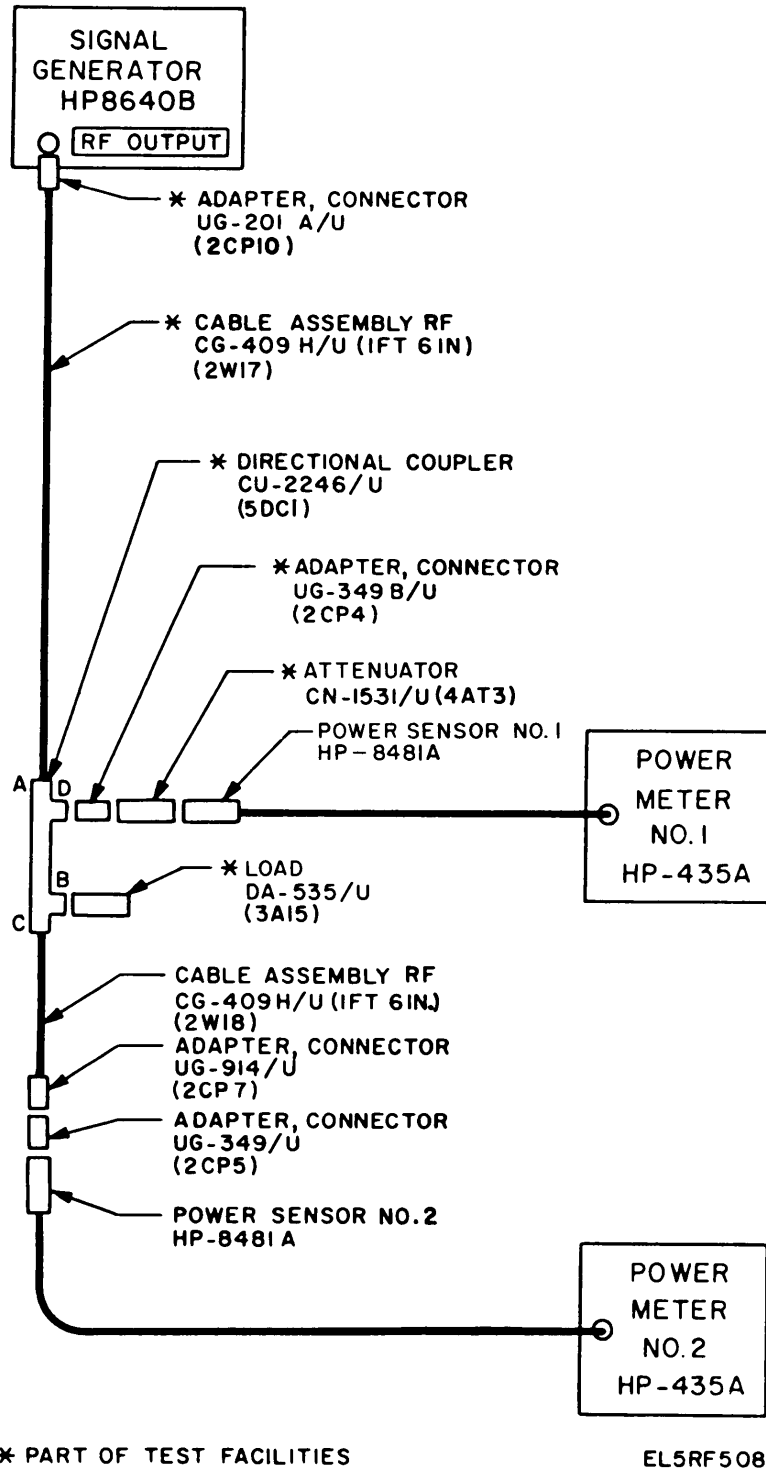 SIGNAL
GENERATOR
HP8640B
RF OUTPUT
* ADAPTER, CONNECTOR
UG-201 A/U
(2CP10)
* CABLE ASSEMBLY RF
CG-409 H/U (1FT 6IN)
(2W17)
* DIRECTIONAL COUPLER
CU-2246/U
(5DC1)
* ADAPTER, CONNECTOR
UG-349 B/U
(2CP4)
* ATTENUATOR
CN-1531/U (4AT3)
POWER SENSOR NO. 1
HP-8481A
A
D
POWER
METER
NO. 1
HP-435A
B
C
* LOAD
DA-535/U
(3A15)
CABLE ASSEMBLY RF
CG-409H/U (1FT 6IN.)
(2W18)
ADAPTER, CONNECTOR
UG-914/U
(2CP7)
ADAPTER, CONNECTOR
UG-349/U
(2CP5)
POWER SENSOR NO.2
HP-8481A
POWER
METER
NO. 2
HP-435A
* PART OF TEST FACILITIES
EL5RF508